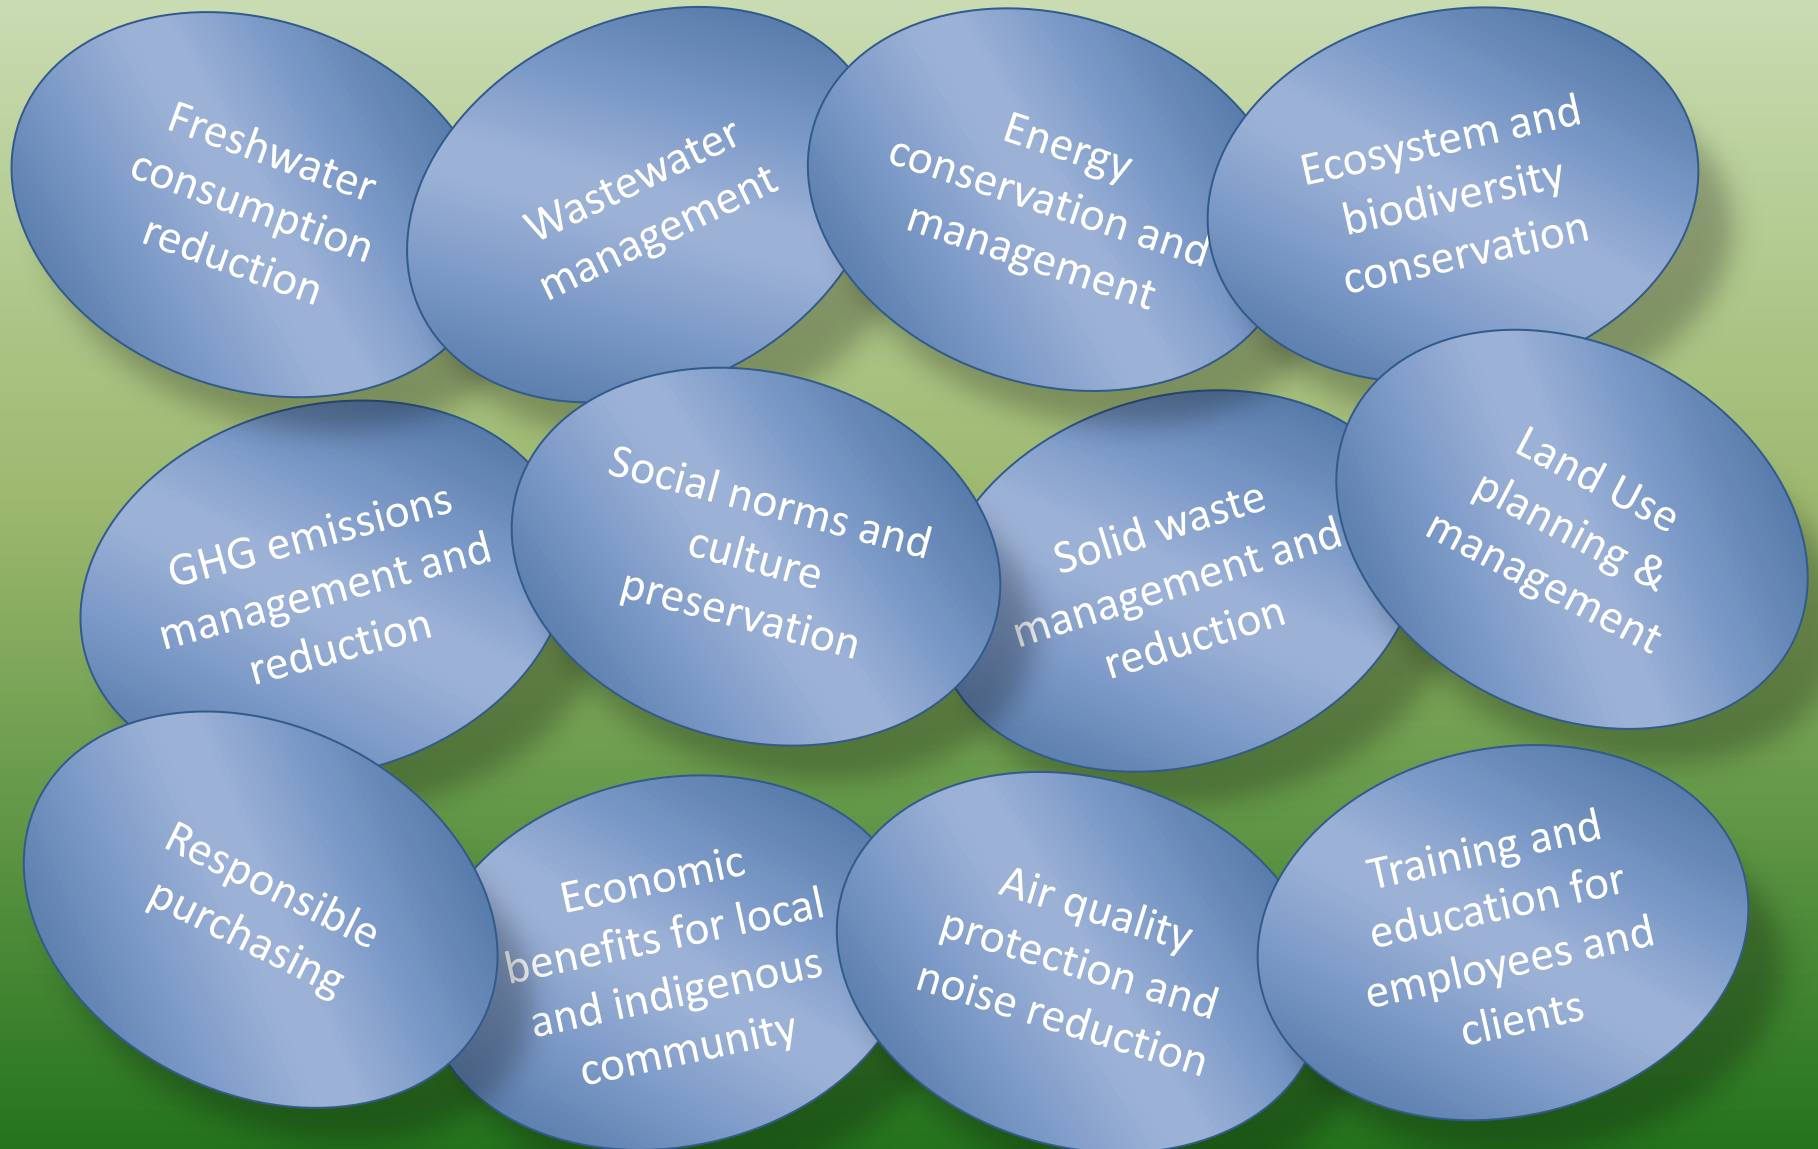 Freshwater
consumption
reduction
Wastewater
management
Energy
conservation and
management
Ecosystem and
biodiversity
conservation
GHG emissions
management and
reduction
Social norms and
culture
preservation
Solid waste
management and
reduction
Land Use
planning &
management
Responsible
purchasing
Economic
benefits for local
and indigenous
community
Air quality
protection and
noise reduction
Training and
education for
employees and
clients